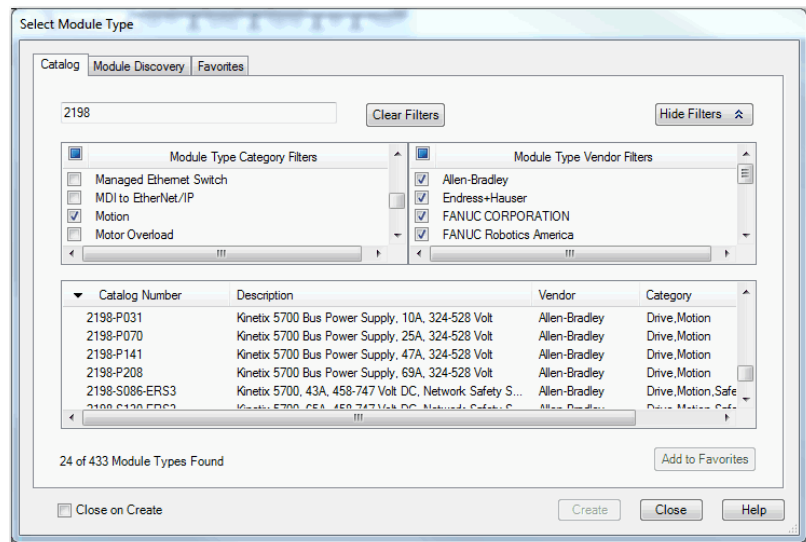 Select Module Type
Catalog Module Discovery Favorites
2198 Clear Filters Hide Filters
Module Type Category Filters Module Type Vendor Filters
Managed Ethernet Switch Allen-Bradley
MDI to EtherNet/IP Endress+Hauser
Motion FANUC CORPORATION
Motor Overload FANUC Robotics America
Catalog Number Description Vendor Category
2198-P031 Kinetix 5700 Bus Power Supply, 10A, 324-528 Volt Allen-Bradley Drive,Motion
2198-P070 Kinetix 5700 Bus Power Supply, 25A, 324-528 Volt Allen-Bradley Drive,Motion
2198-P141 Kinetix 5700 Bus Power Supply, 47A, 324-528 Volt Allen-Bradley Drive,Motion
2198-P208 Kinetix 5700 Bus Power Supply, 69A, 324-528 Volt Allen-Bradley Drive,Motion
2198-S086-ERS3 Kinetix 5700, 43A, 458-747 Volt DC, Network Safety S... Allen-Bradley Drive,Motion,Safe
24 of 433 Module Types Found Add to Favorites
Close on Create Create Close Help